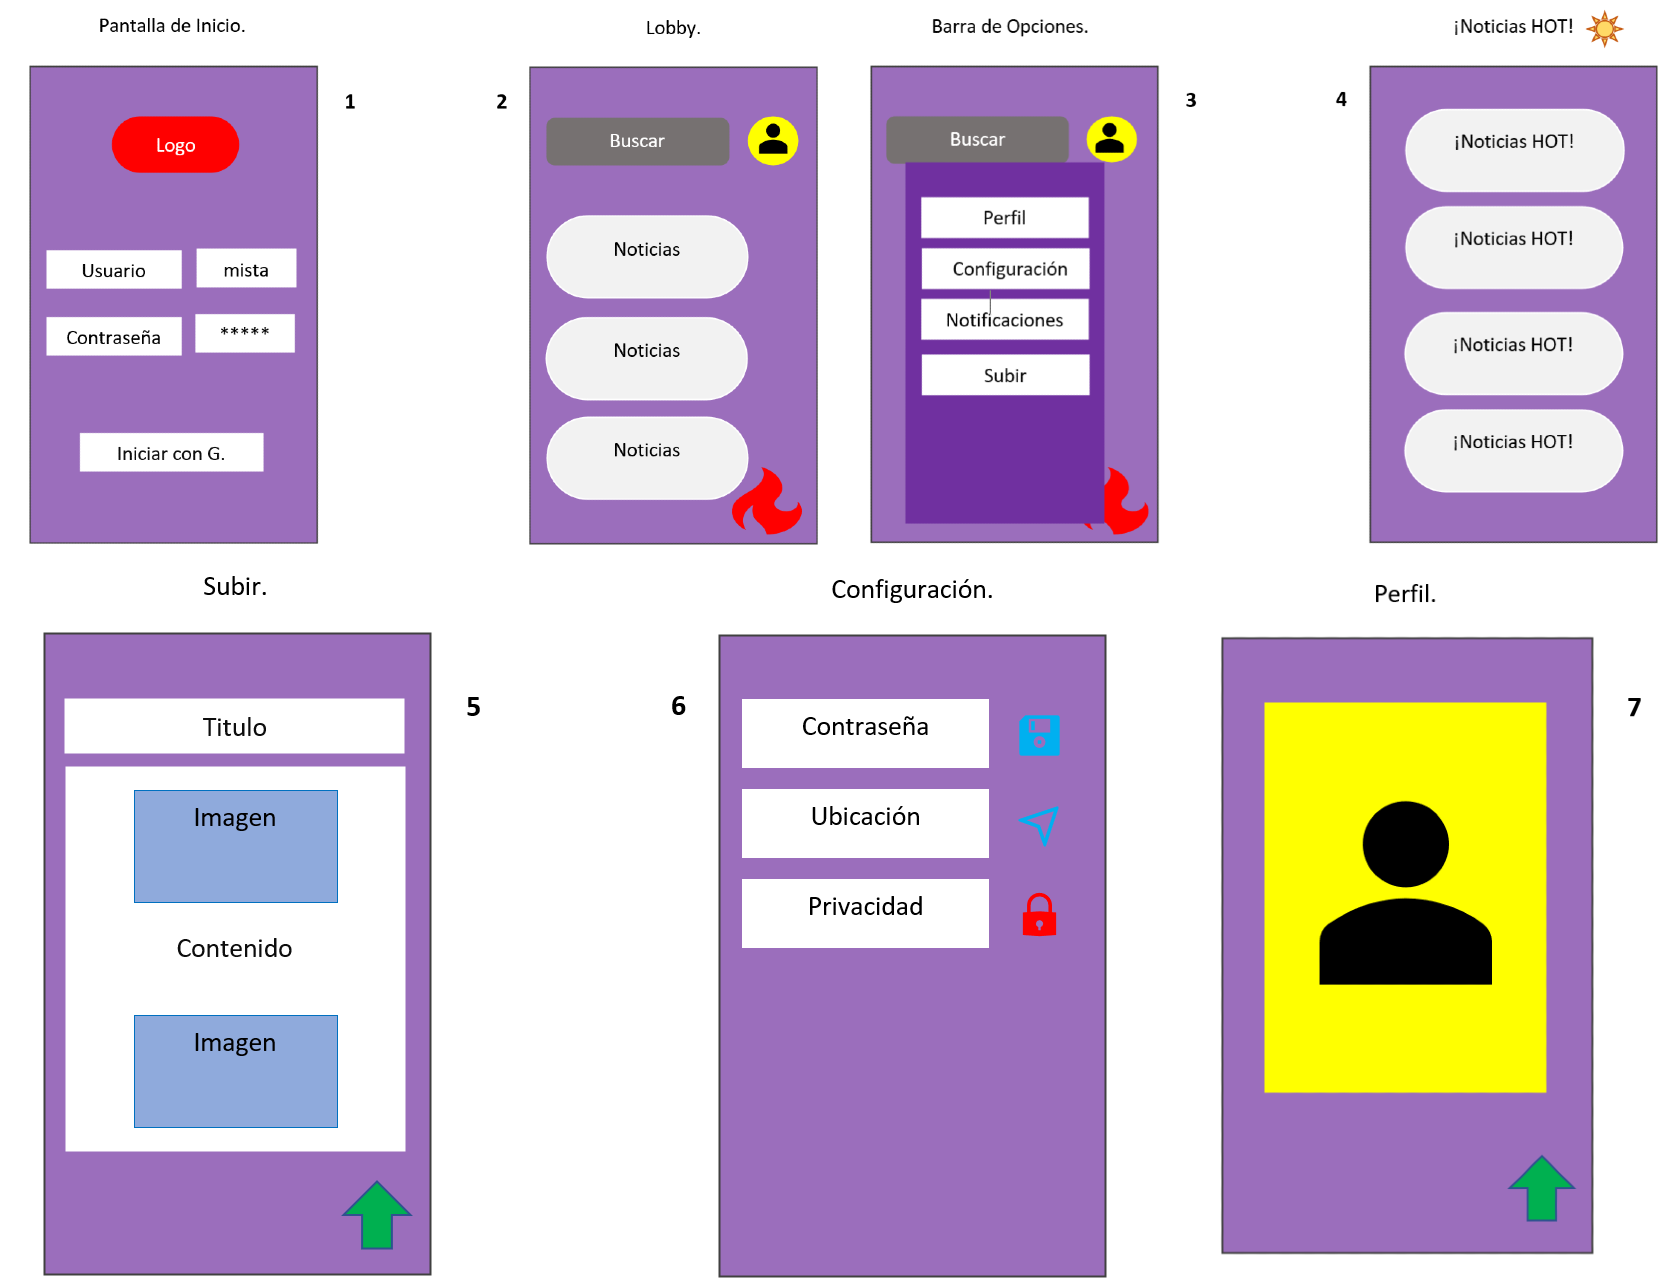 Pantalla de Inicio.
1
Logo
Usuario
mista
Contraseña
*****
Iniciar con G.
Lobby.
2
Buscar
Noticias
Noticias
Noticias
Barra de Opciones.
3
Buscar
Perfil
Configuración
Notificaciones
Subir
¡Noticias HOT!
4
¡Noticias HOT!
¡Noticias HOT!
¡Noticias HOT!
¡Noticias HOT!
Subir.
5
Titulo
Imagen
Contenido
Imagen
Configuración.
6
Contraseña
Ubicación
Privacidad
Perfil.
7